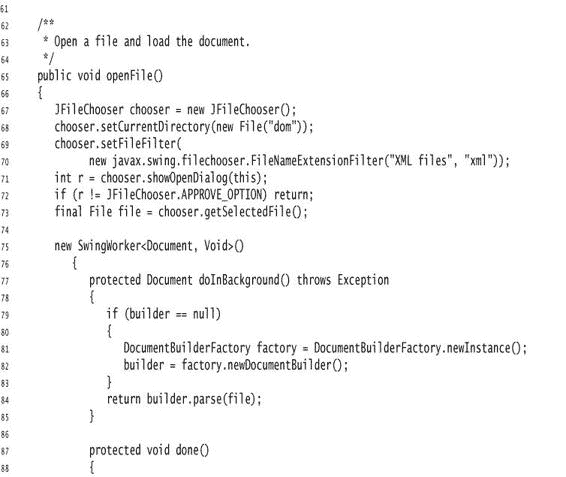 61
62 /**
63 * Open a file and load the document.
64 */
65 public void openFile()
66 {
67 JFileChooser chooser = new JFileChooser();
68 chooser.setCurrentDirectory(new File("dom"));
69 chooser.setFileFilter(
70 new javax.swing.filechooser.FileNameExtensionFilter("XML files", "xml"));
71 int r = chooser.showOpenDialog(this);
72 if (r != JFileChooser.APPROVE_OPTION) return;
73 final File file = chooser.getSelectedFile();
74
75 new SwingWorker<Document, Void>()
76 {
77 protected Document doInBackground() throws Exception
78 {
79 if (builder == null)
80 {
81 DocumentBuilderFactory factory = DocumentBuilderFactory.newInstance();
82 builder = factory.newDocumentBuilder();
83 }
84 return builder.parse(file);
85 }
86
87 protected void done()
88 {